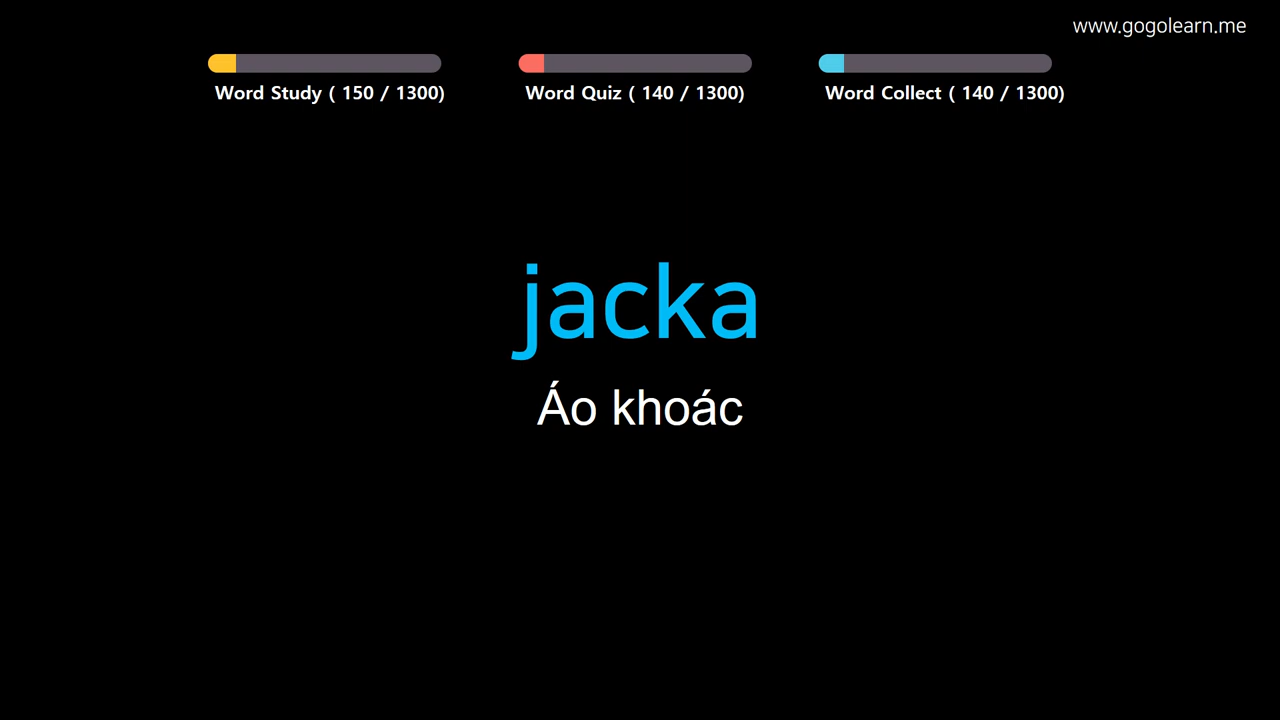 www.gogolearn.me
Word Study ( 150 / 1300)
Word Quiz ( 140 / 1300)
Word Collect ( 140 / 1300)
jacka
Áo khoác